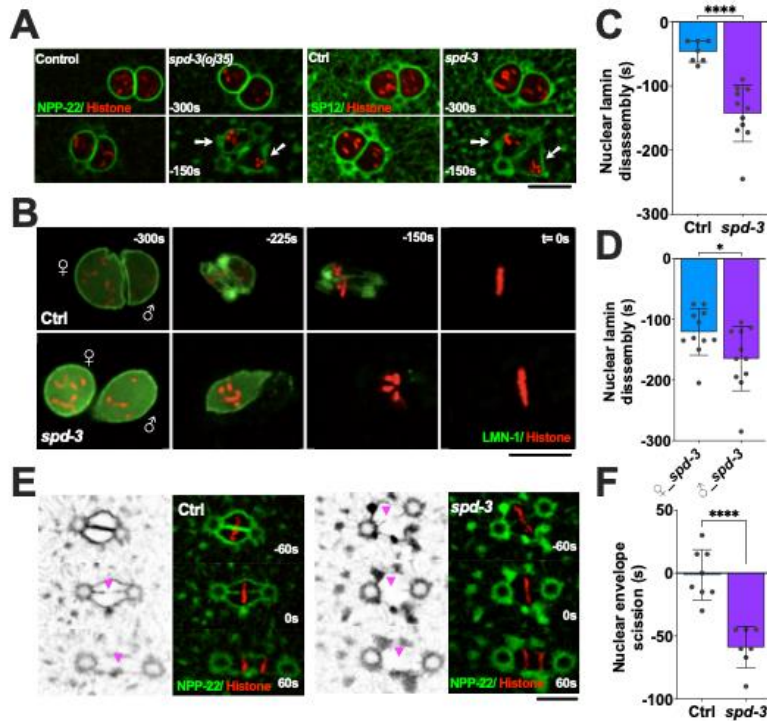 A
Control
spd-3(oj35)
Ctrl
spd-3
NPP-22/ Histone
-300s
SP12/ Histone
-300s
-150s
-150s
B
-300s
-225s
-150s
t= 0s
♀
♂
Ctrl
♀
♂
spd-3
LMN-1/ Histone
C
****
Nuclear lamin
disassembly (s)
0
-100
-200
-300
Ctrl
spd-3
D
*
Nuclear lamin
disssembly (s)
0
-100
-200
-300
♀-spd-3
♂-spd-3
E
Ctrl
spd-3
-60s
-60s
0s
0s
NPP-22/ Histone
60s
NPP-22/ Histone
60s
F
****
Nuclear envelope
scission (s)
50
0
-50
-100
Ctrl
spd-3